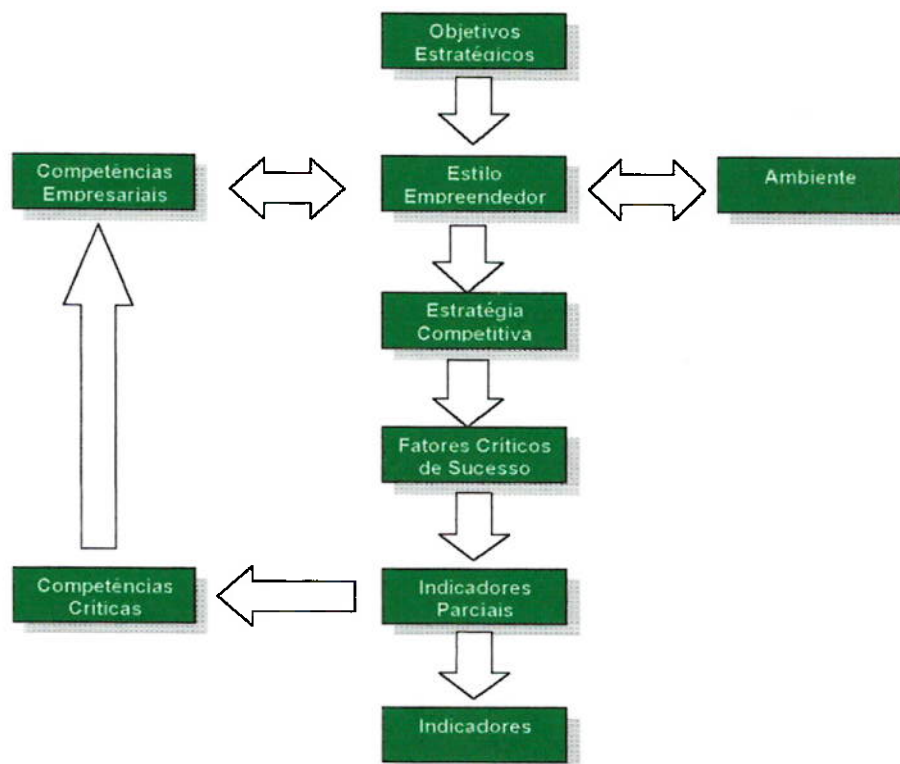 Objetivos
Estratégicos
Competências
Empresariais
Estilo
Empreendedor
Ambiente
Estratégia
Competitiva
Fatores Críticos
de Sucesso
Competências
Críticas
Indicadores
Parciais
Indicadores